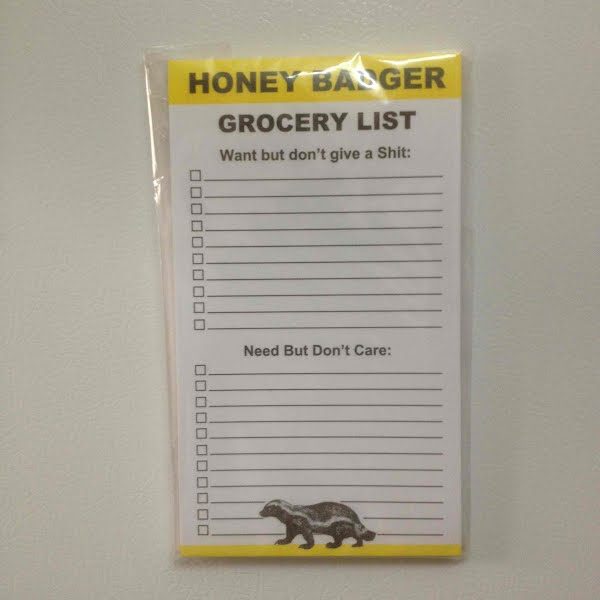 HONEY BADGER
GROCERY LIST
Want but don't give a Shit:
Need But Don't Care: